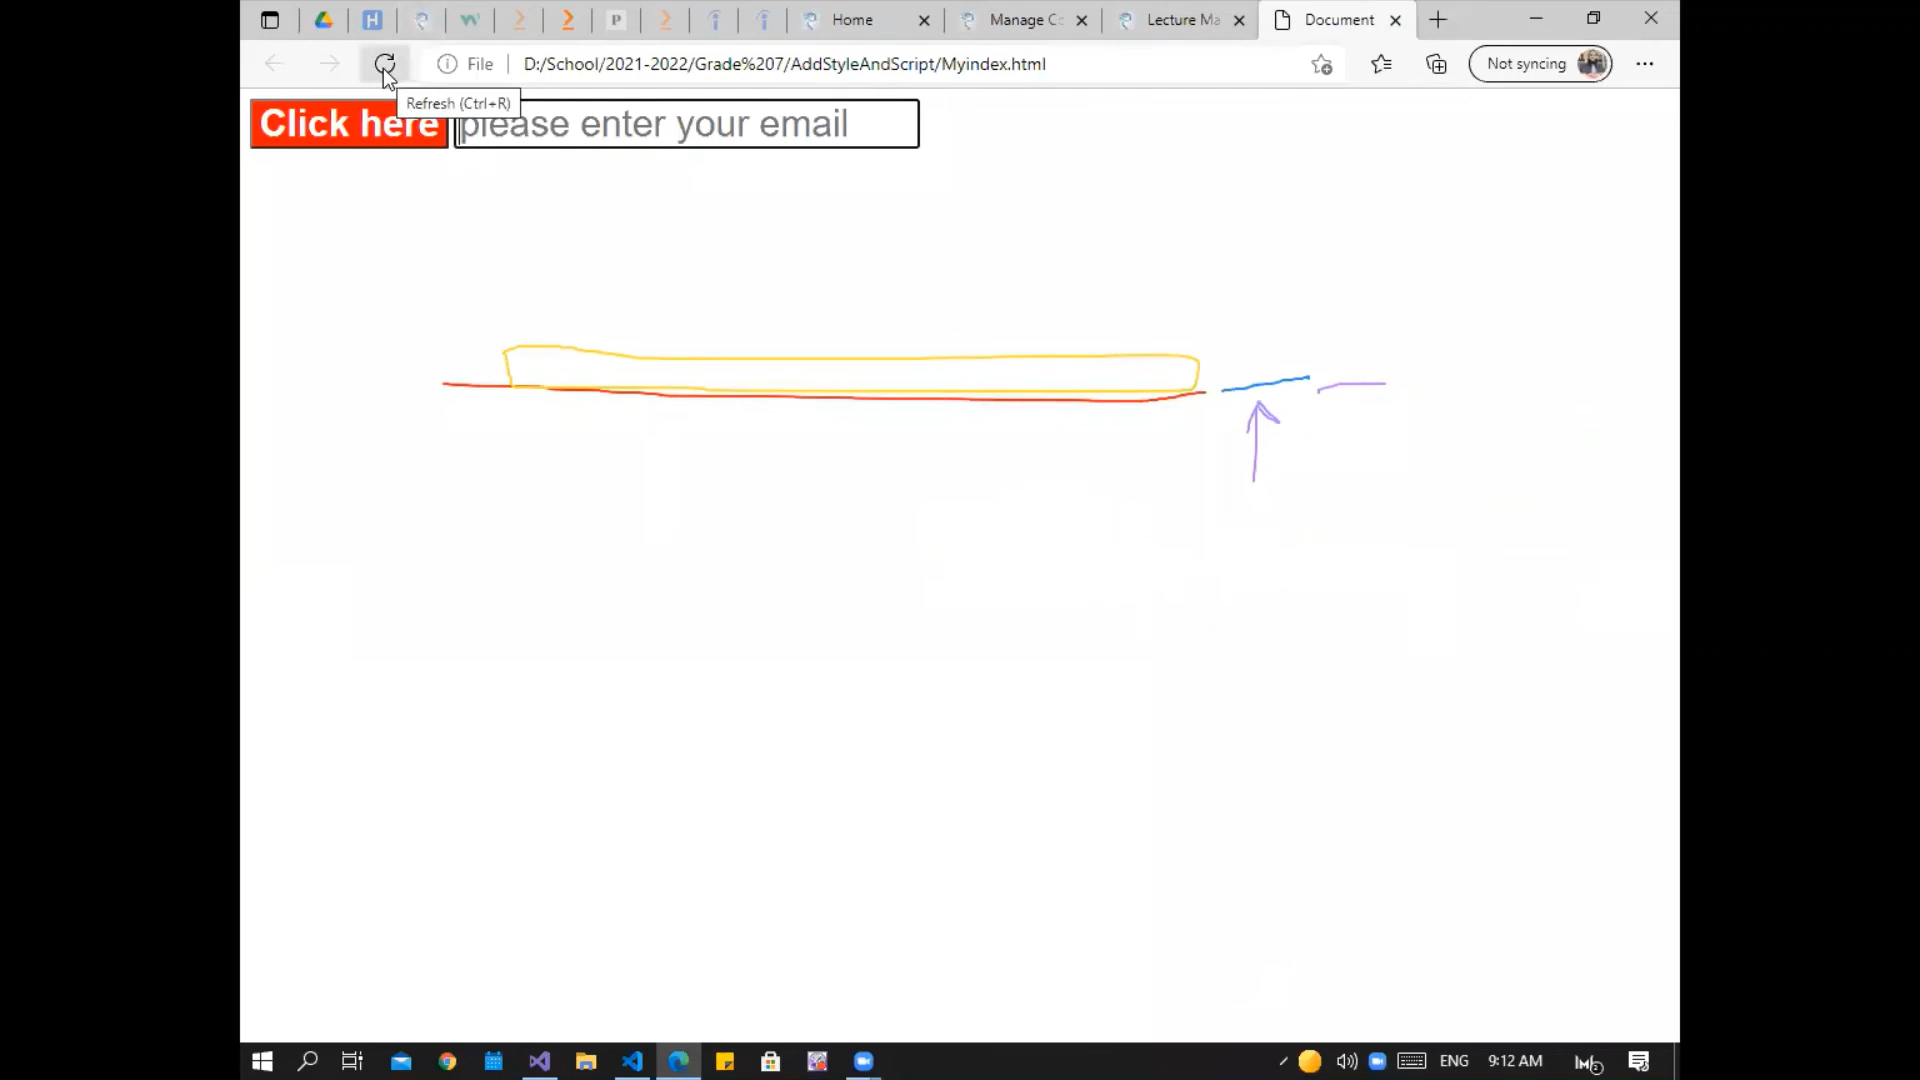 Home
Manage Co
Lecture Ma
Document
File
D:/School/2021-2022/Grade%207/AddStyleAndScript/Myindex.html
Not syncing
Refresh (Ctrl+R)
Click here
please enter your email
ENG
9:12 AM